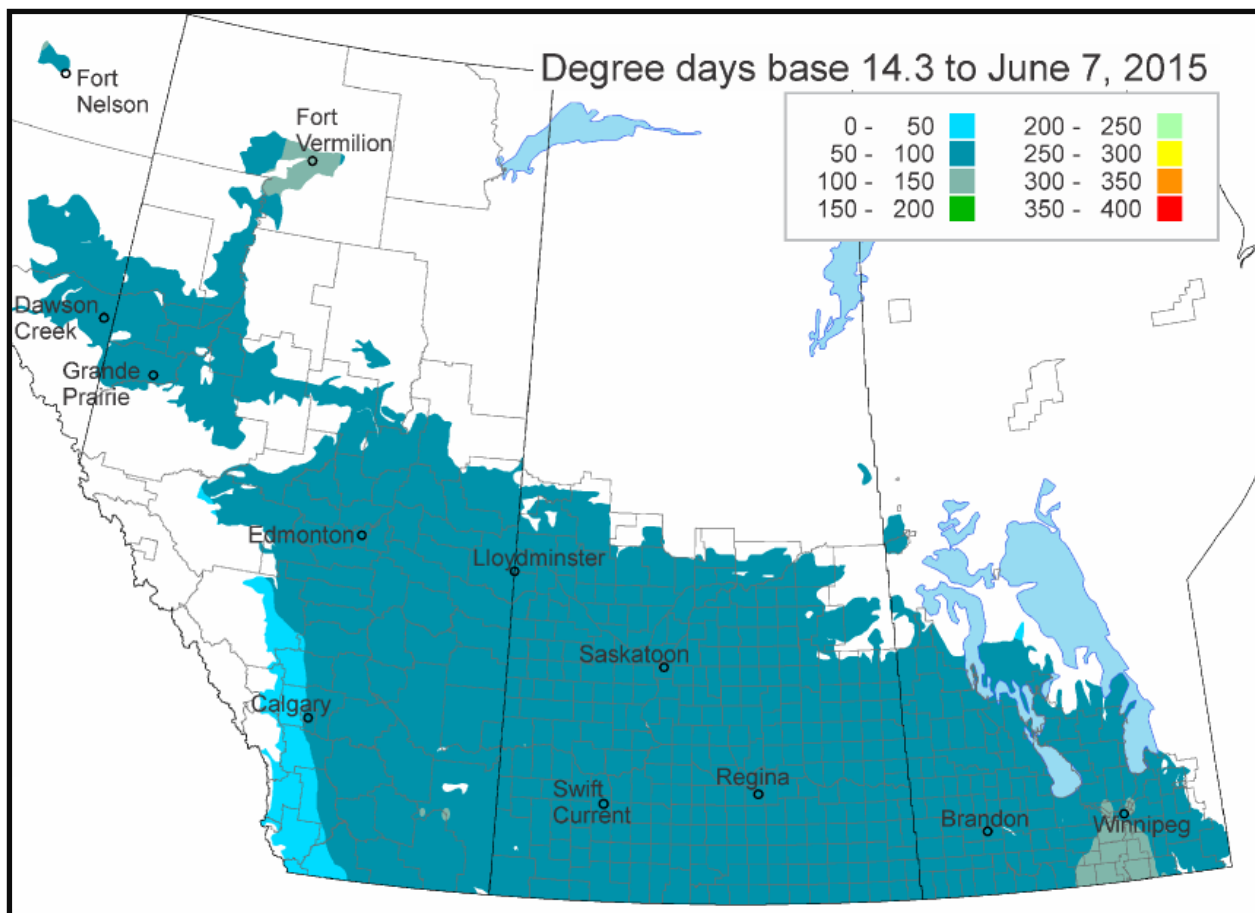 Degree days base 14.3 to June 7, 2015
0 - 50
50 - 100
100 - 150
150 - 200
200 - 250
250 - 300
300 - 350
350 - 400
Fort
Nelson
Fort
Vermilion
Dawson
Creek
Grande
Prairie
Edmonton
Lloydminster
Saskatoon
Calgary
Swift
Current
Regina
Brandon
Winnipeg